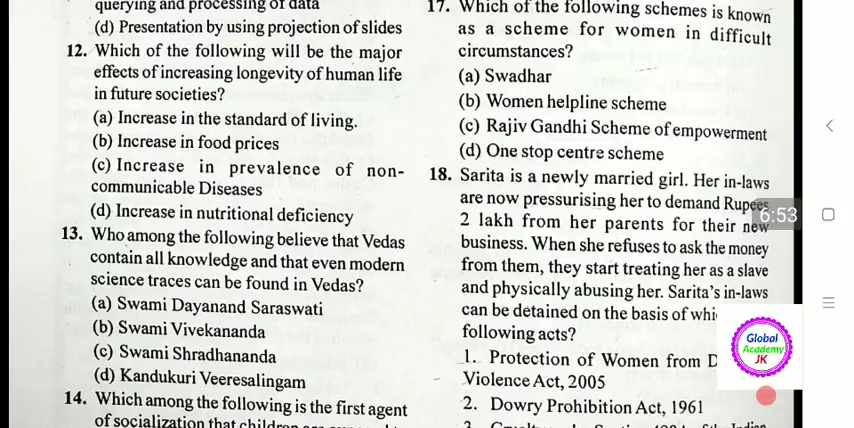 querying and processing of data
(d) Presentation by using projection of slides
12. Which of the following will be the major
effects of increasing longevity of human life
in future societies?
(a) Increase in the standard of living.
(b) Increase in food prices
(c) Increase in prevalence of non-
communicable Diseases
(d) Increase in nutritional deficiency
13. Who among the following believe that Vedas
contain all knowledge and that even modern
science traces can be found in Vedas?
(a) Swami Dayanand Saraswati
(b) Swami Vivekananda
(c) Swami Shradhananda
(d) Kandukuri Veeresalingam
14. Which among the following is the first agent
of socialization that children
17. Which of the following schemes is known
as a scheme for women in difficult
circumstances?
(a) Swadhar
(b) Women helpline scheme
(c) Rajiv Gandhi Scheme of empowerment
(d) One stop centre scheme
18. Sarita is a newly married girl. Her in-laws
are now pressurising her to demand Rupees
2 lakh from her parents for their new
business. When she refuses to ask the money
from them, they start treating her as a slave
and physically abusing her. Sarita's in-laws
can be detained on the basis of
following acts?
1. Protection of Women from
Violence Act, 2005
2. Dowry Prohibition Act, 1961
6:53
Global
Academy
JK